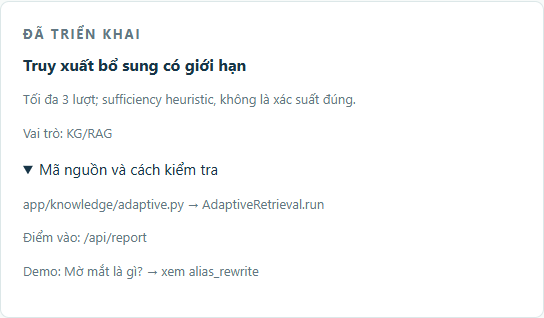 ĐÃ TRIỂN KHAI
Truy xuất bổ sung có giới hạn
Tối đa 3 lượt; sufficiency heuristic, không là xác suất đúng.
Vai trò: KG/RAG
▼ Mã nguồn và cách kiểm tra
app/knowledge/adaptive.py → AdaptiveRetrieval.run
Điểm vào: /api/report
Demo: Mờ mắt là gì? → xem alias_rewrite